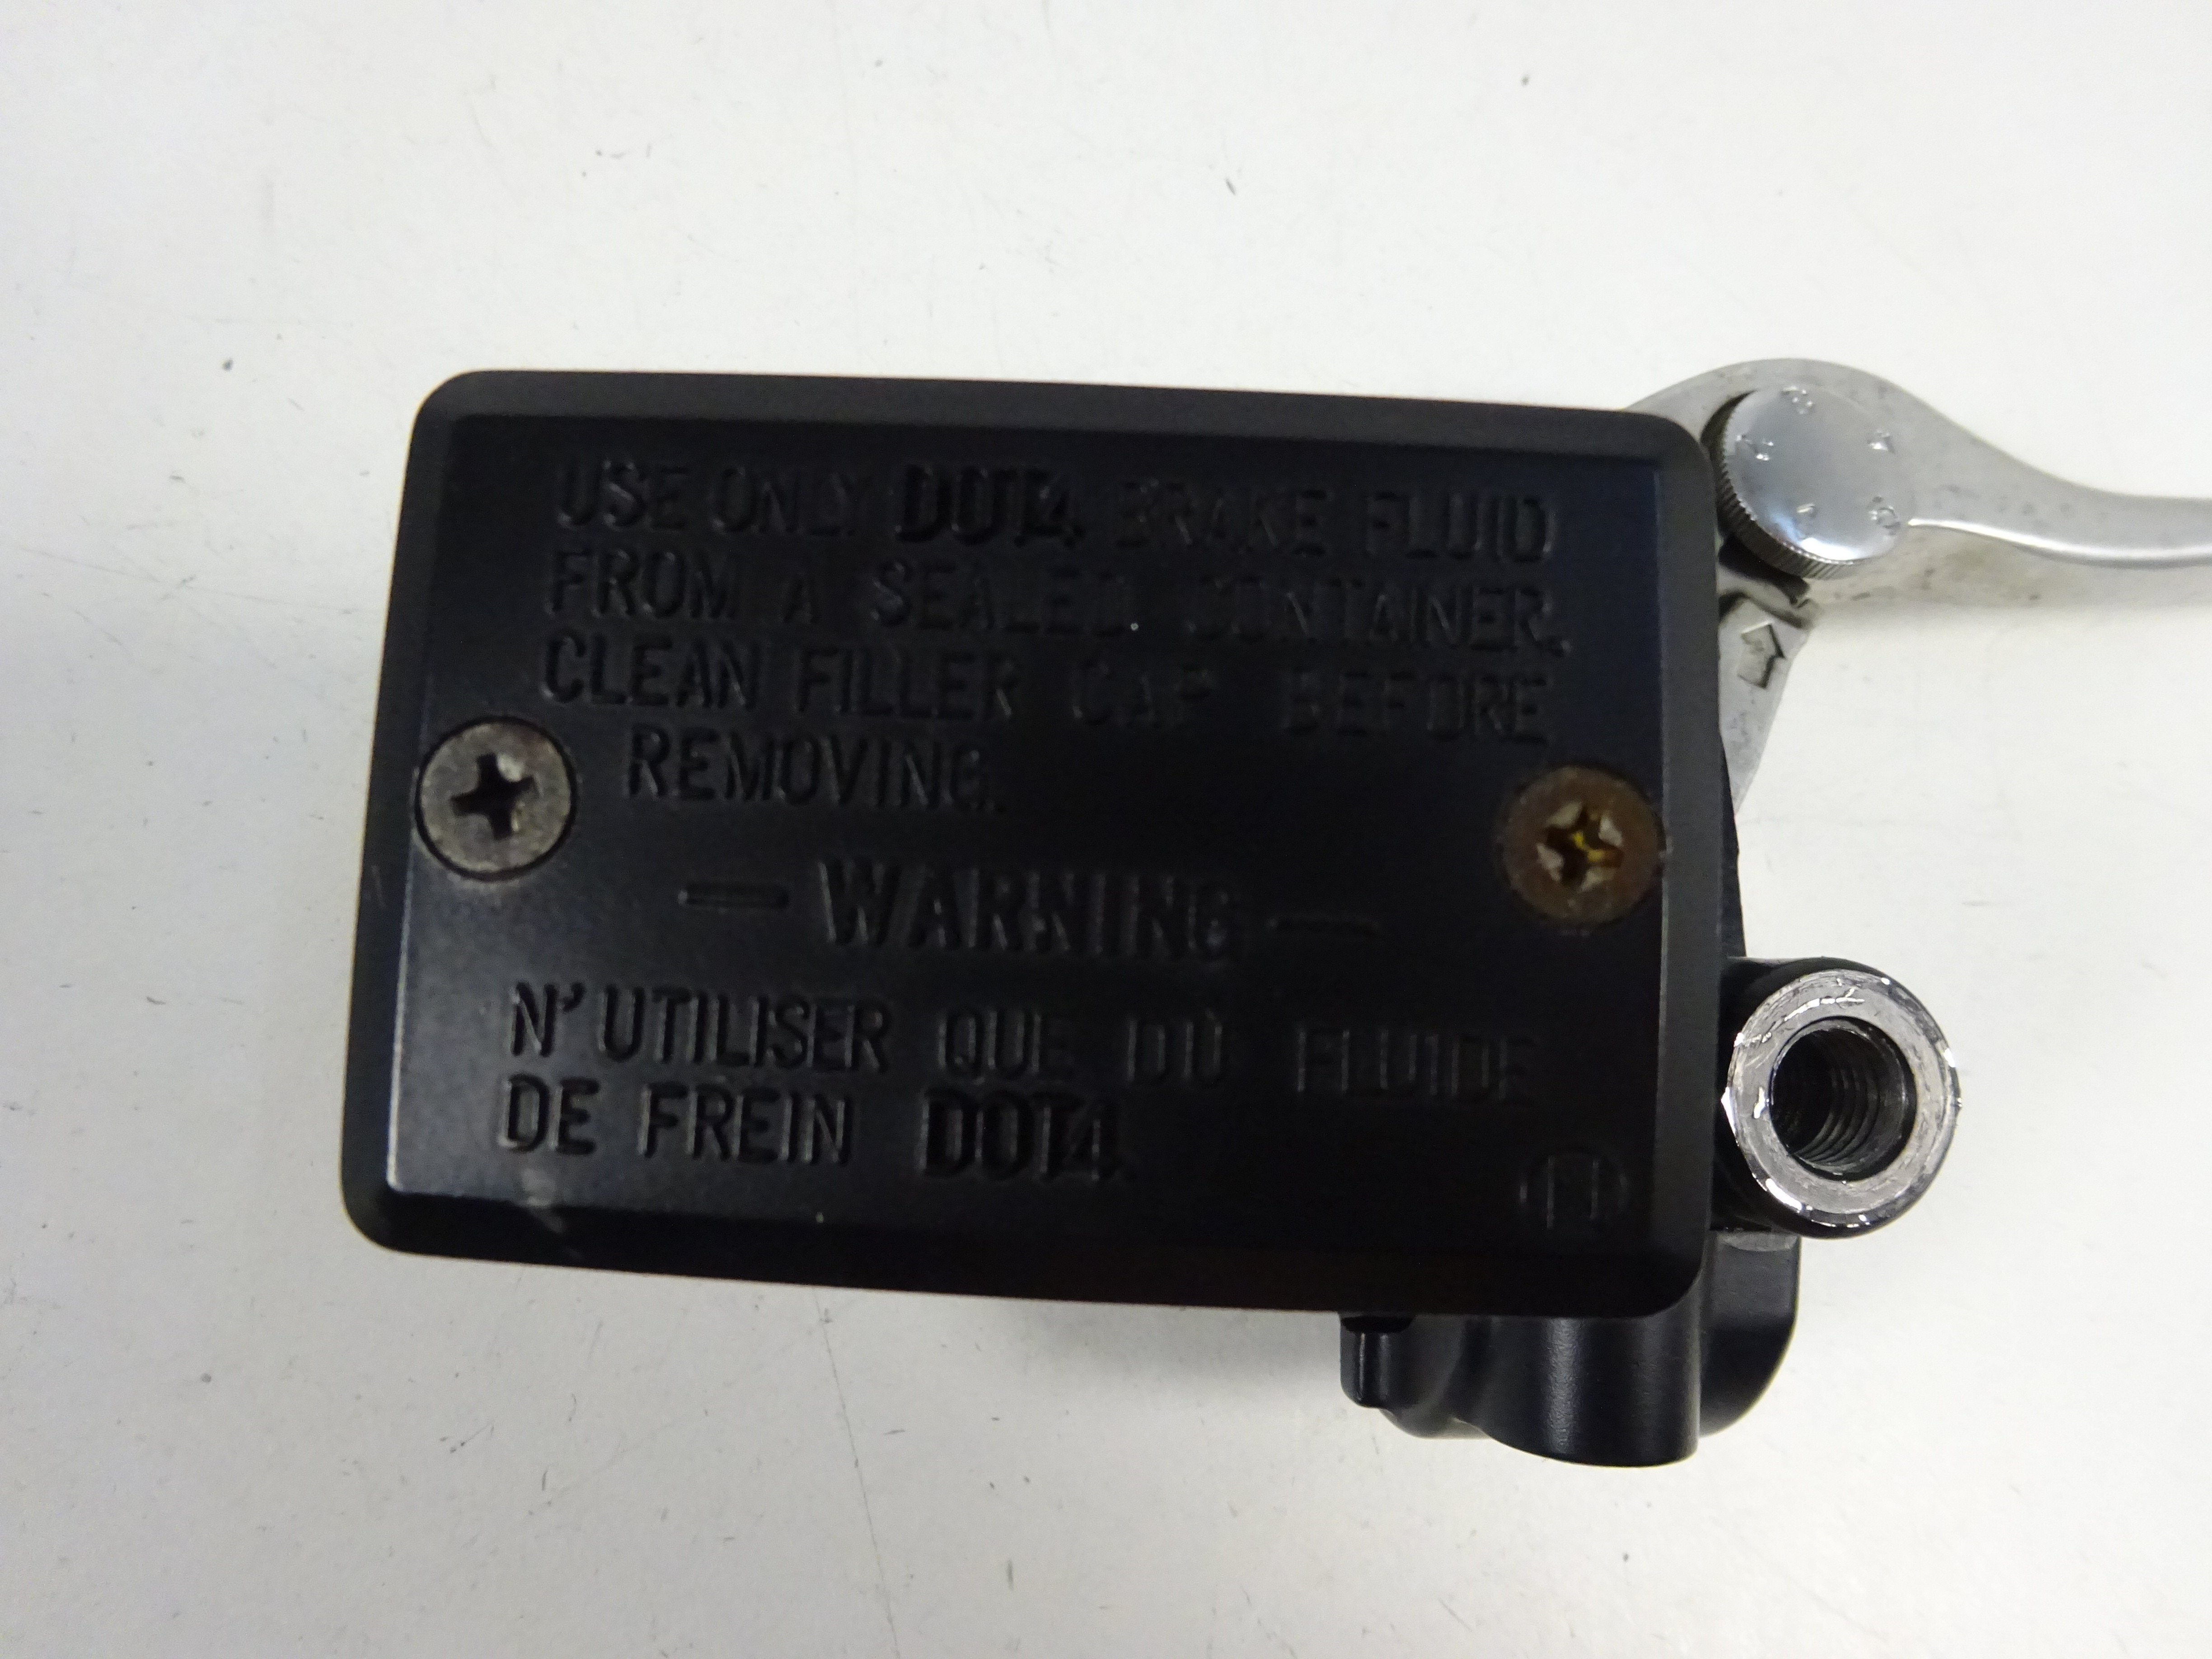 USE ONLY DOT4 BRAKE FLUID
FROM A SEALED CONTAINER.
CLEAN FILLER CAP BEFORE
REMOVING.
— WARNING —
N'UTILISER QUE DU FLUIDE
DE FREIN DOT4.